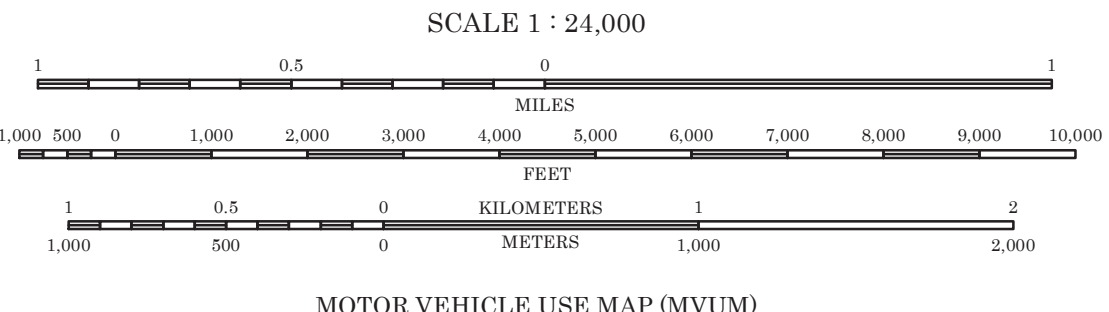 SCALE 1 : 24,000
1 0.5 0 1
MILES
1,000 500 0 1,000 2,000 3,000 4,000 5,000 6,000 7,000 8,000 9,000 10,000
FEET
1 0.5 0 KILOMETERS 1 2
1,000 500 0 METERS 1,000 2,000
MOTOR VEHICLE USE MAP (MVUM)